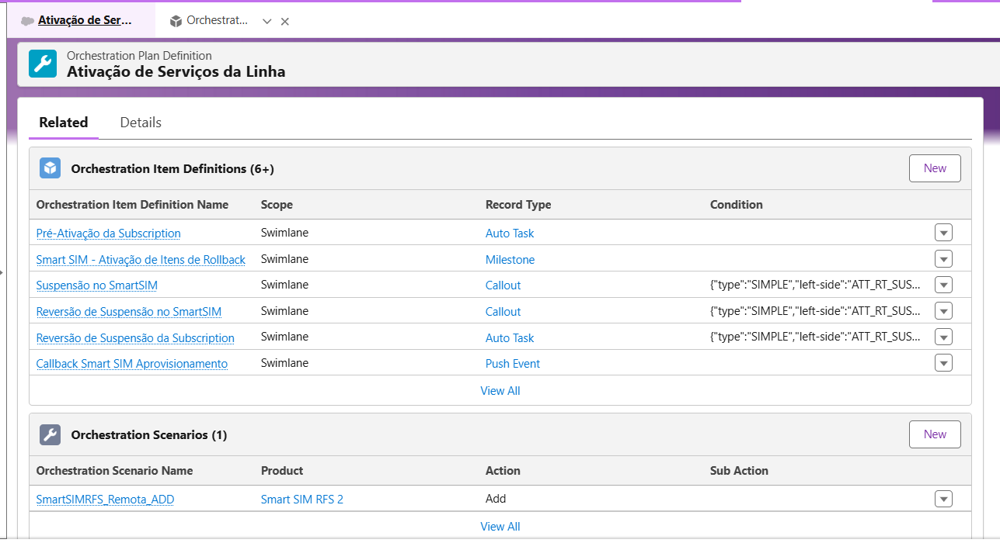 Ativação de Ser...
Orchestrat...
Orchestration Plan Definition
Ativação de Serviços da Linha
Related Details
Orchestration Item Definitions (6+) New
Orchestration Item Definition Name Scope Record Type Condition
Pré-Ativação da Subscription Swimlane Auto Task
Smart SIM - Ativação de Itens de Rollback Swimlane Milestone
Suspensão no SmartSIM Swimlane Callout {"type":"SIMPLE","left-side":"ATT_RT_SUS...
Reversão de Suspensão no SmartSIM Swimlane Callout {"type":"SIMPLE","left-side":"ATT_RT_SUS...
Reversão de Suspensão da Subscription Swimlane Auto Task {"type":"SIMPLE","left-side":"ATT_RT_SUS...
Callback Smart SIM Aprovisionamento Swimlane Push Event
View All
Orchestration Scenarios (1) New
Orchestration Scenario Name Product Action Sub Action
SmartSIMRFS_Remota_ADD Smart SIM RFS 2 Add
View All